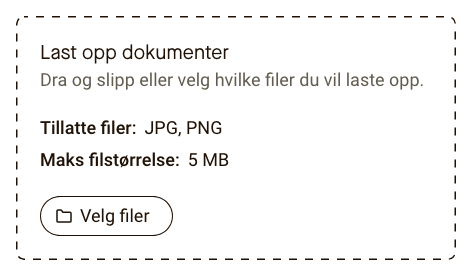 Last opp dokumenter
Dra og slipp eller velg hvilke filer du vil laste opp.
Tillatte filer: JPG, PNG
Maks filstørrelse: 5 MB
Velg filer